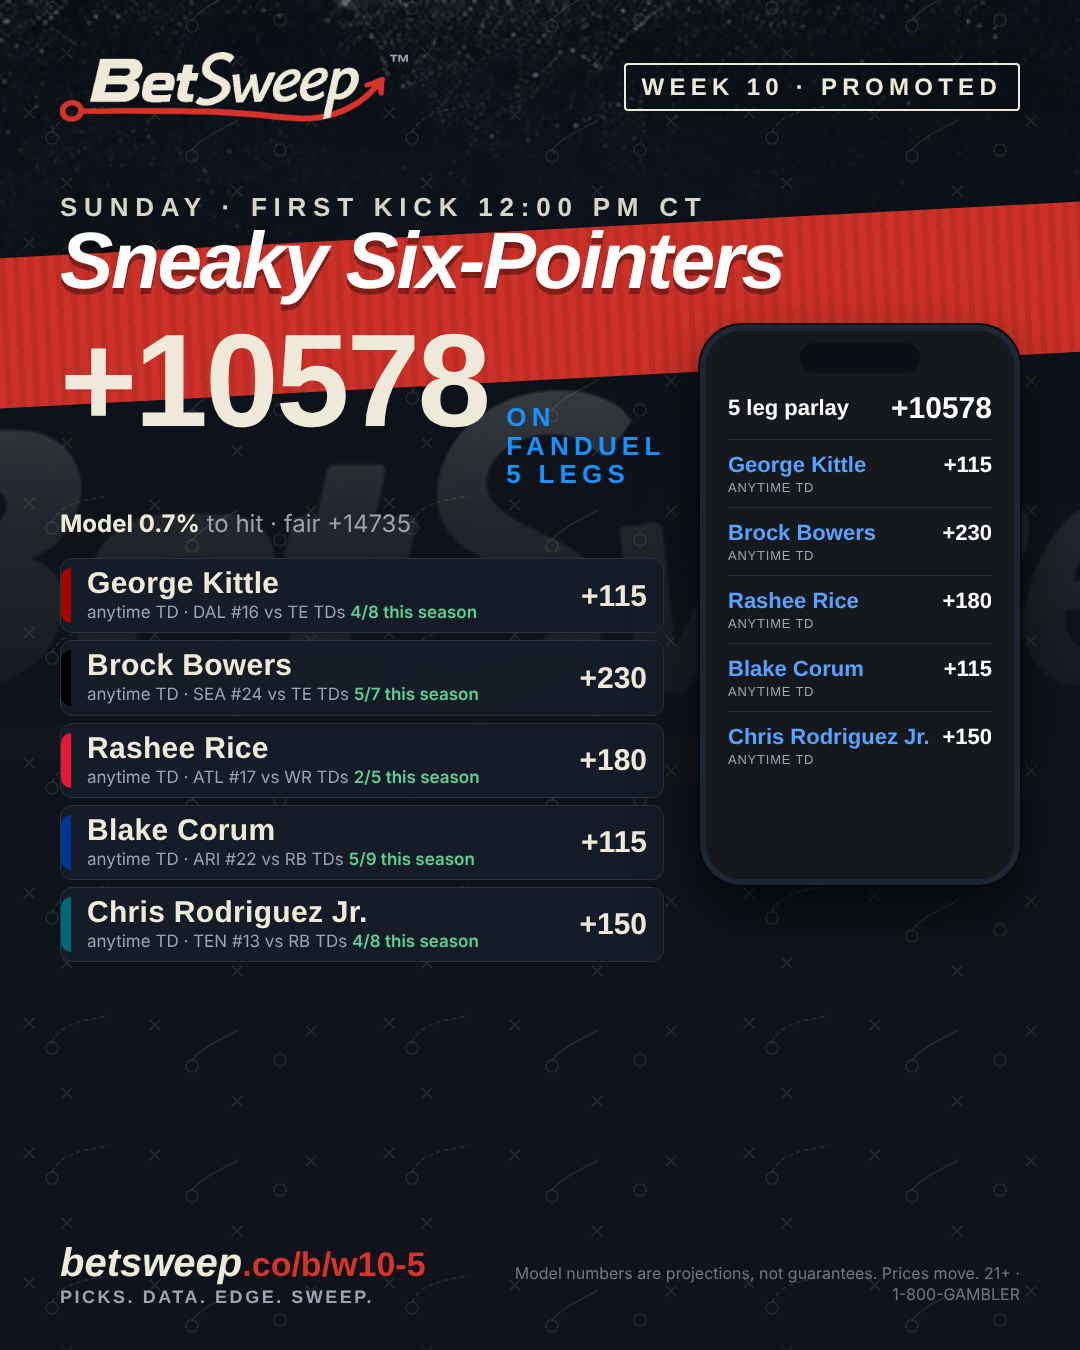 BetSweep™
WEEK 10 · PROMOTED
SUNDAY · FIRST KICK 12:00 PM CT
Sneaky Six-Pointers
+10578
ON
FANDUEL
5 LEGS
Model 0.7% to hit · fair +14735
George Kittle
anytime TD · DAL #16 vs TE TDs 4/8 this season
+115
Brock Bowers
anytime TD · SEA #24 vs TE TDs 5/7 this season
+230
Rashee Rice
anytime TD · ATL #17 vs WR TDs 2/5 this season
+180
Blake Corum
anytime TD · ARI #22 vs RB TDs 5/9 this season
+115
Chris Rodriguez Jr.
anytime TD · TEN #13 vs RB TDs 4/8 this season
+150
5 leg parlay +10578
George Kittle +115
ANYTIME TD
Brock Bowers +230
ANYTIME TD
Rashee Rice +180
ANYTIME TD
Blake Corum +115
ANYTIME TD
Chris Rodriguez Jr. +150
ANYTIME TD
betsweep.co/b/w10-5
PICKS. DATA. EDGE. SWEEP.
Model numbers are projections, not guarantees. Prices move. 21+ ·
1-800-GAMBLER